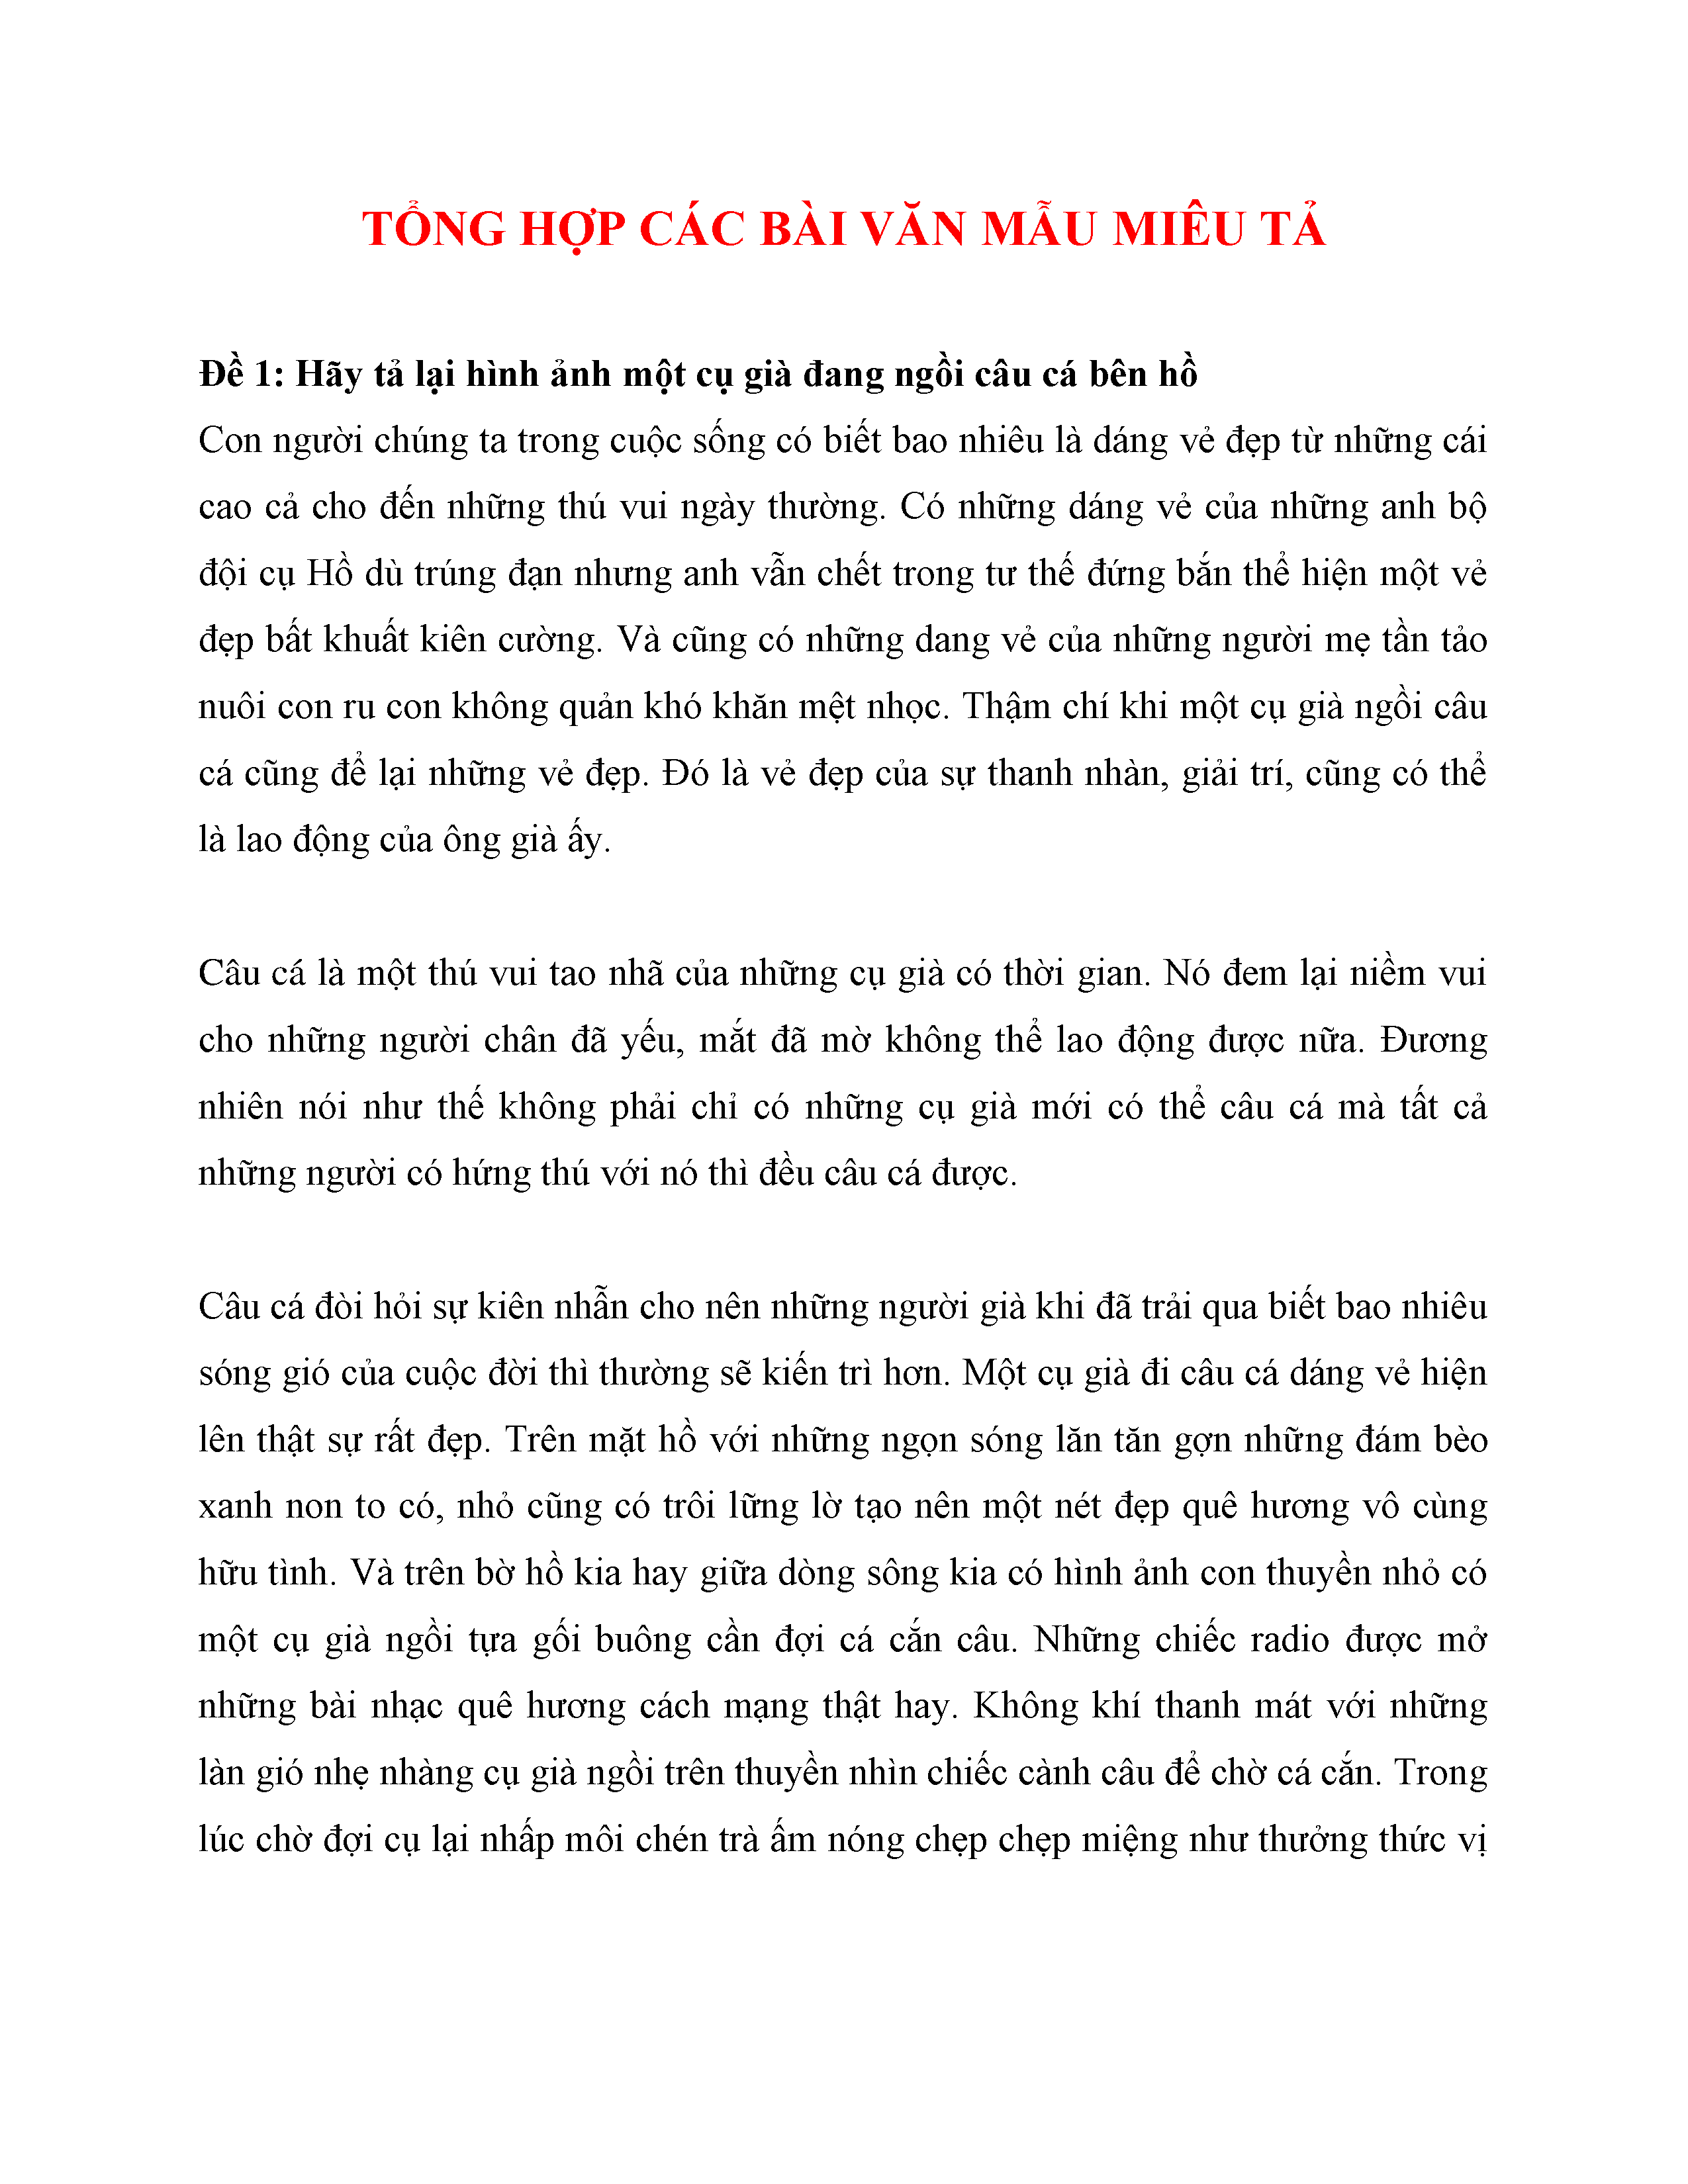 TỔNG HỢP CÁC BÀI VĂN MẪU MIÊU TẢ
Đề 1: Hãy tả lại hình ảnh một cụ già đang ngồi câu cá bên hồ
Con người chúng ta trong cuộc sống có biết bao nhiêu là dáng vẻ đẹp từ những cái
cao cả cho đến những thú vui ngày thường. Có những dáng vẻ của những anh bộ
đội cụ Hồ dù trúng đạn nhưng anh vẫn chết trong tư thế đứng bắn thể hiện một vẻ
đẹp bất khuất kiên cường. Và cũng có những dang vẻ của những người mẹ tần tảo
nuôi con ru con không quản khó khăn mệt nhọc. Thậm chí khi một cụ già ngồi câu
cá cũng để lại những vẻ đẹp. Đó là vẻ đẹp của sự thanh nhàn, giải trí, cũng có thể
là lao động của ông già ấy.
Câu cá là một thú vui tao nhã của những cụ già có thời gian. Nó đem lại niềm vui
cho những người chân đã yếu, mắt đã mờ không thể lao động được nữa. Đương
nhiên nói như thế không phải chỉ có những cụ già mới có thể câu cá mà tất cả
những người có hứng thú với nó thì đều câu cá được.
Câu cá đòi hỏi sự kiên nhẫn cho nên những người già khi đã trải qua biết bao nhiêu
sóng gió của cuộc đời thì thường sẽ kiến trì hơn. Một cụ già đi câu cá dáng vẻ hiện
lên thật sự rất đẹp. Trên mặt hồ với những ngọn sóng lăn tăn gợn những đám bèo
xanh non to có, nhỏ cũng có trôi lững lờ tạo nên một nét đẹp quê hương vô cùng
hữu tình. Và trên bờ hồ kia hay giữa dòng sông kia có hình ảnh con thuyền nhỏ có
một cụ già ngồi tựa gối buông cần đợi cá cắn câu. Những chiếc radio được mở
những bài nhạc quê hương cách mạng thật hay. Không khí thanh mát với những
làn gió nhẹ nhàng cụ già ngồi trên thuyền nhìn chiếc cành câu để chờ cá cắn. Trong
lúc chờ đợi cụ lại nhấp môi chén trà ấm nóng chẹp chẹp miệng như thưởng thức vị